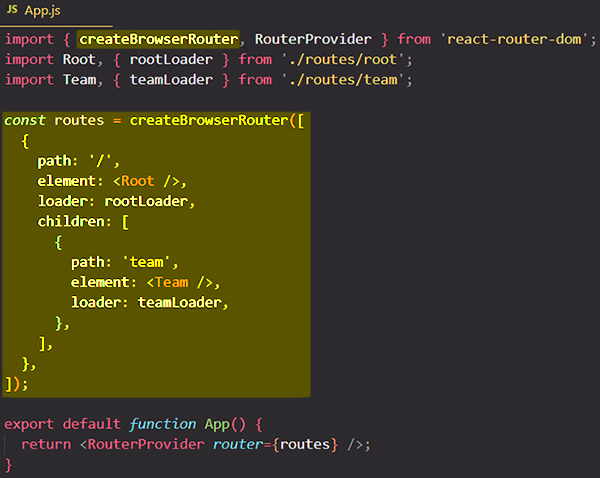 JS App.js
import { createBrowserRouter, RouterProvider } from 'react-router-dom';
import Root, { rootLoader } from './routes/root';
import Team, { teamLoader } from './routes/team';
const routes = createBrowserRouter([
  {
    path: '/',
    element: <Root />,
    loader: rootLoader,
    children: [
      {
        path: 'team',
        element: <Team />,
        loader: teamLoader,
      },
    ],
  },
]);
export default function App() {
  return <RouterProvider router={routes} />;
}